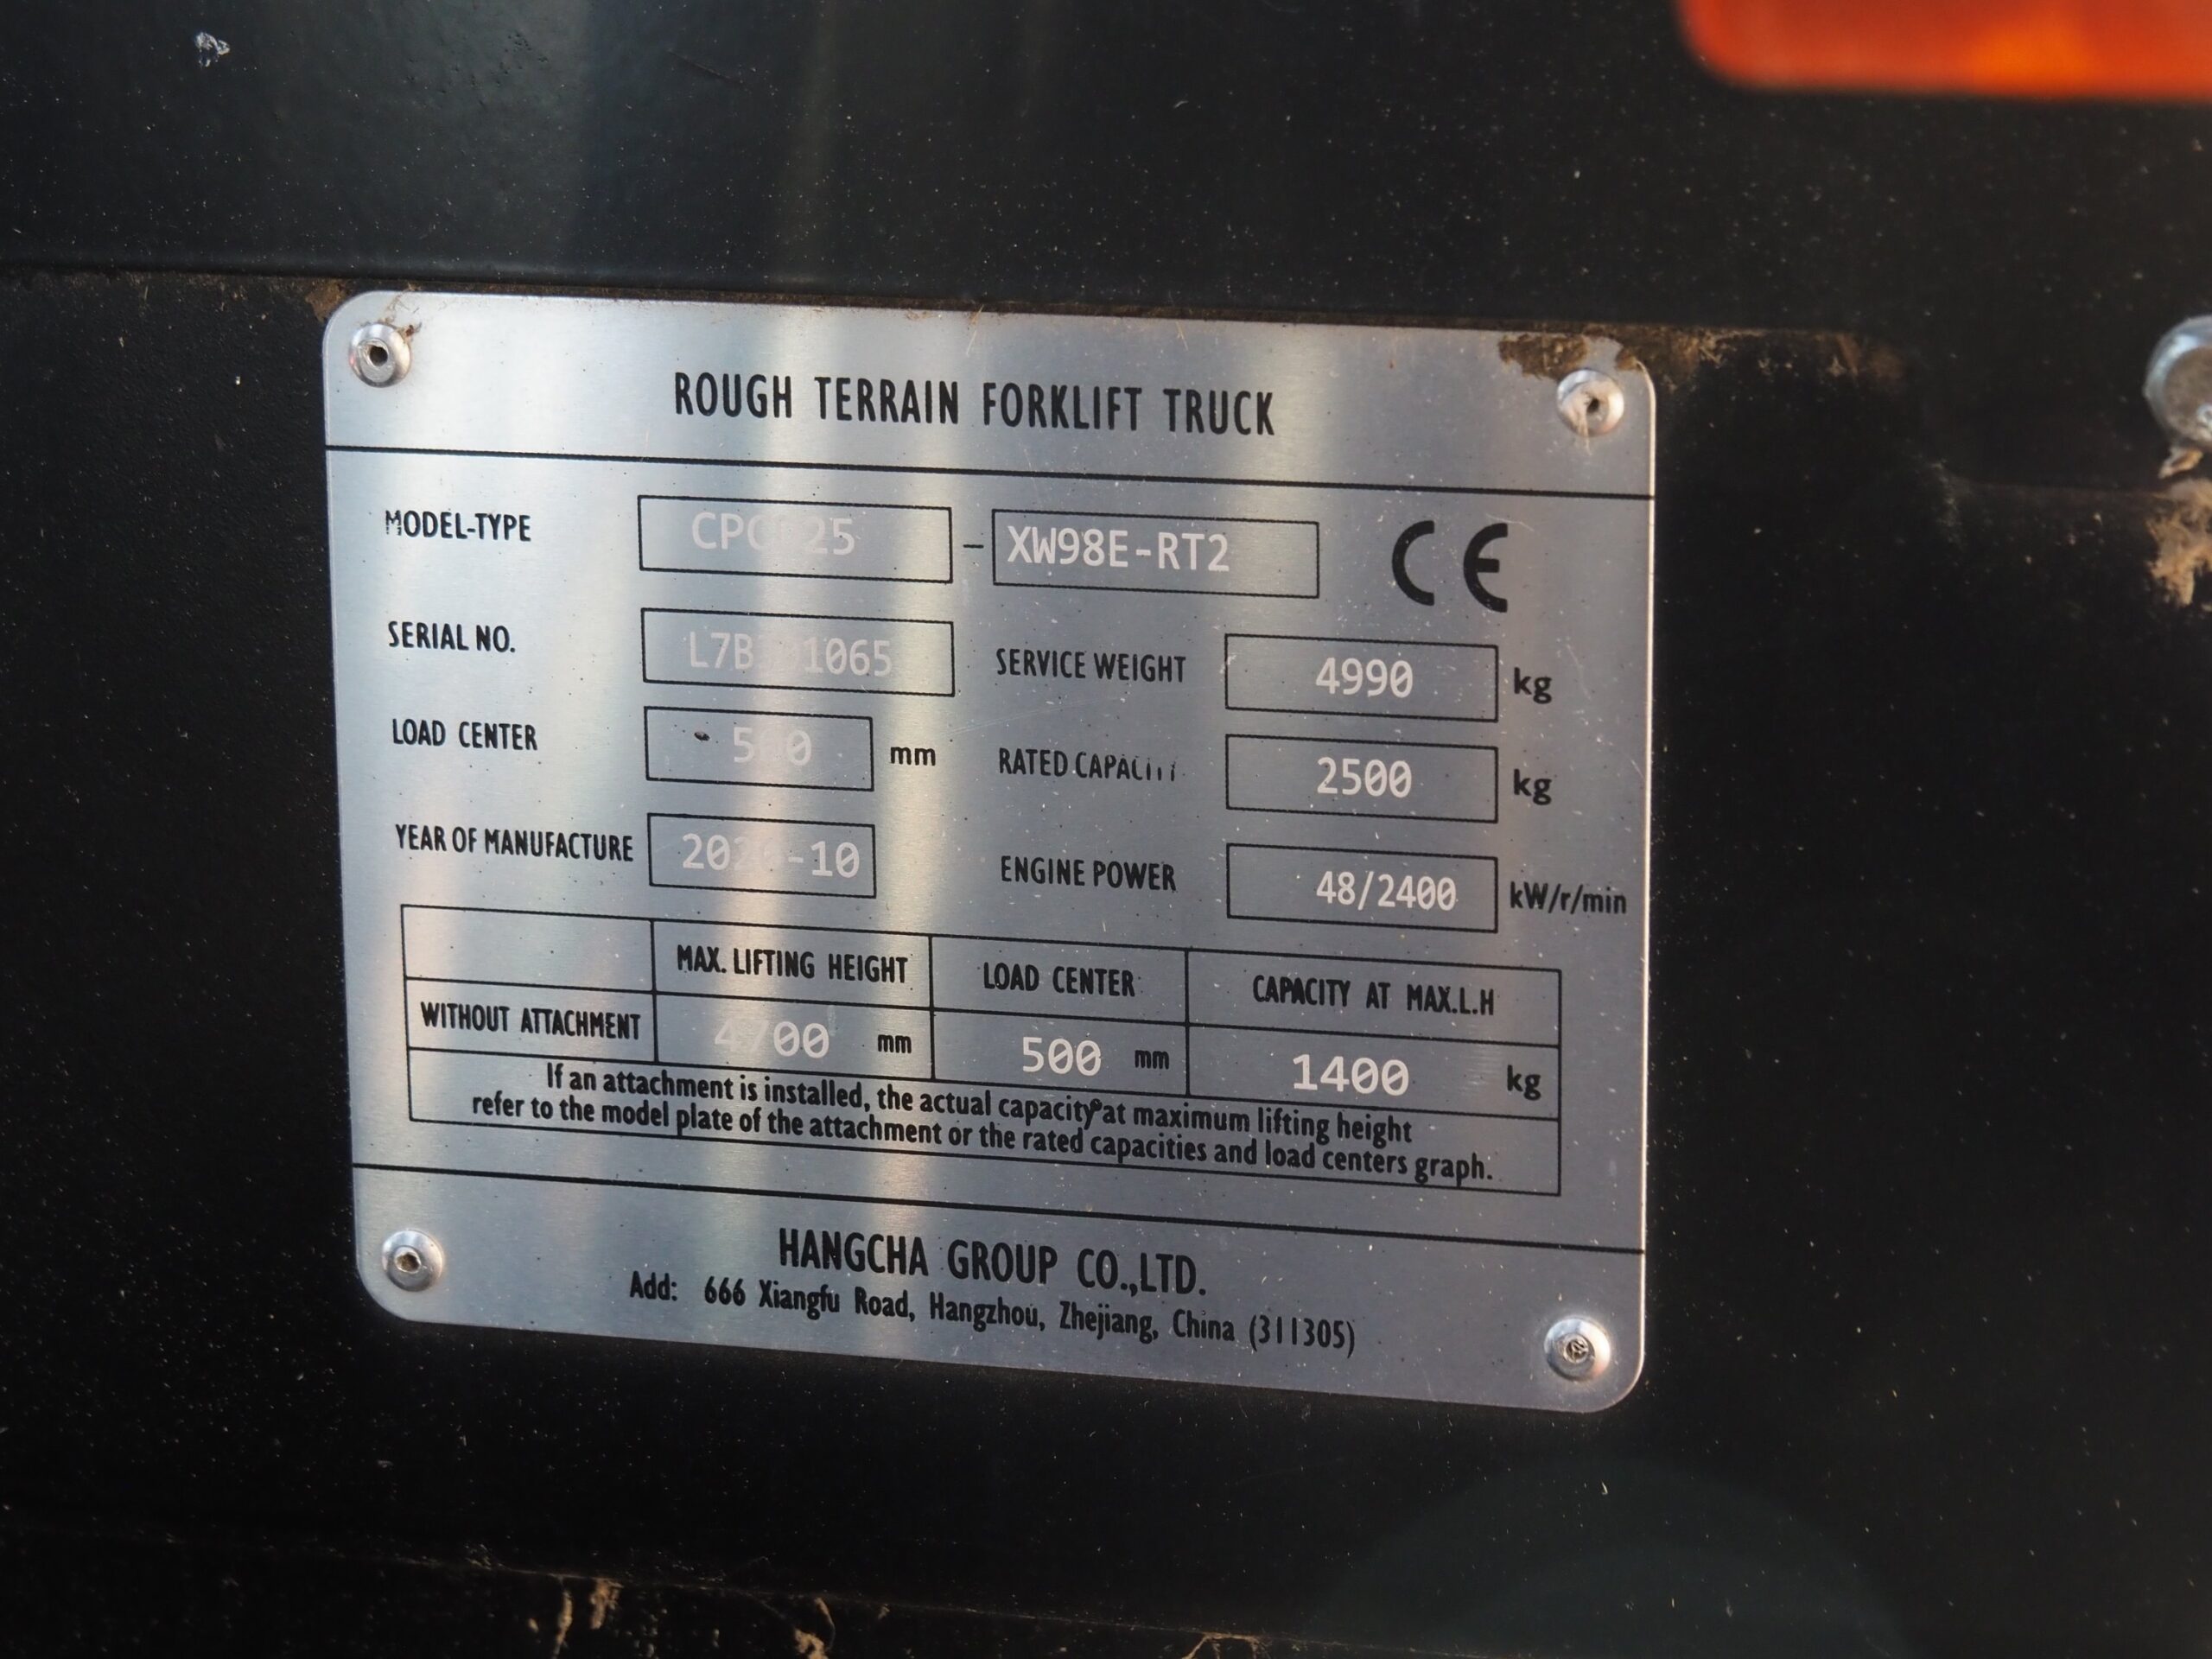 ROUGH TERRAIN FORKLIFT TRUCK
MODEL-TYPE - XW98E-RT2 CE
SERIAL NO. SERVICE WEIGHT 4990 kg
LOAD CENTER 500 mm RATED CAPACITY 2500 kg
YEAR OF MANUFACTURE ENGINE POWER 48/2400 kW/r/min
MAX. LIFTING HEIGHT LOAD CENTER CAPACITY AT MAX.L.H
WITHOUT ATTACHMENT 4700 mm 500 mm 1400 kg
If an attachment is installed, the actual capacity at maximum lifting height
refer to the model plate of the attachment or the rated capacities and load centers graph.
HANGCHA GROUP CO.,LTD.
Add: 666 Xiangfu Road, Hangzhou, Zhejiang, China (311305)